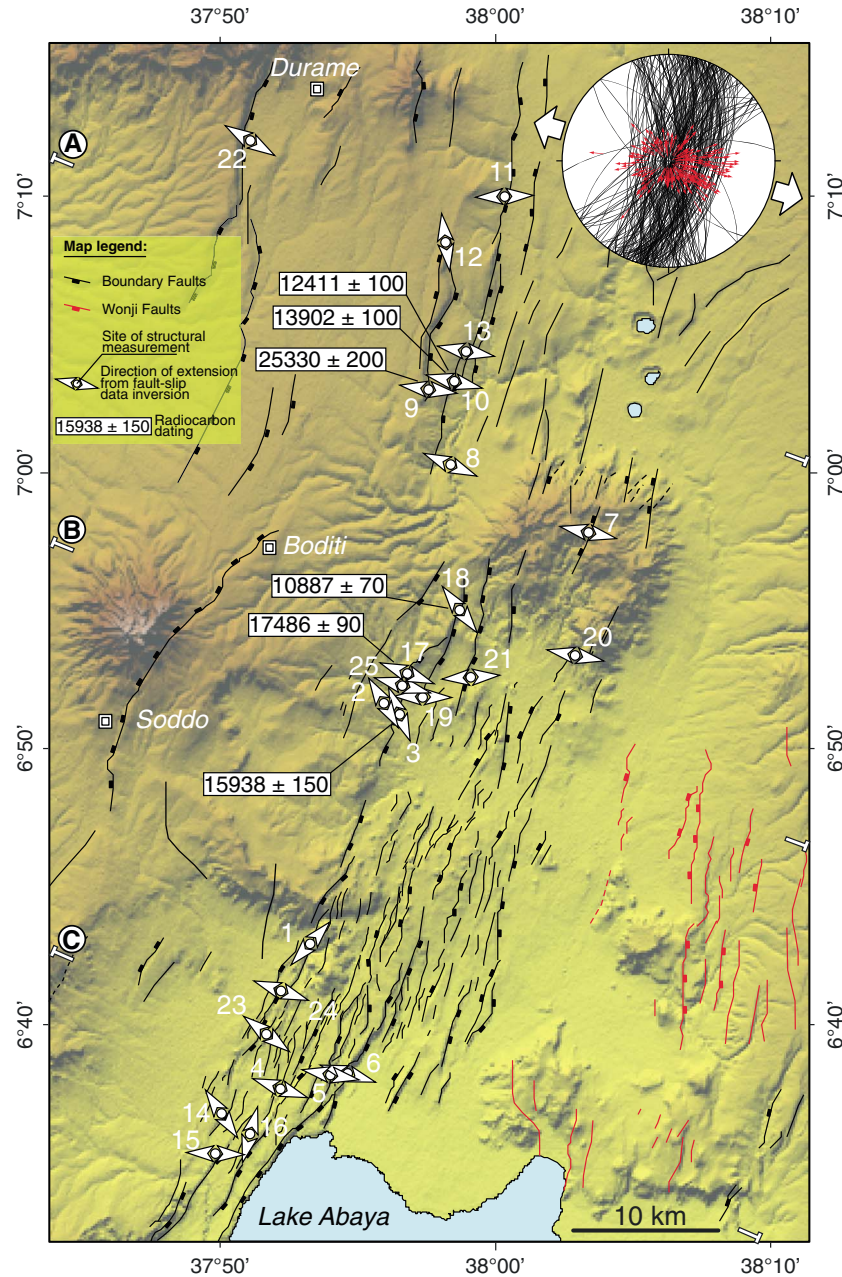 37°50' 38°00' 38°10'
Durame
A
22
11
7°10' 7°10'
Map legend:
Boundary Faults
Wonji Faults
Site of structural
measurement
Direction of extension
from fault-slip
data inversion
15938 ± 150 Radiocarbon
dating
12
12411 ± 100
13902 ± 100
13
25330 ± 200
9
10
8
7°00' 7°00'
B
7
Boditi
18
10887 ± 70
17486 ± 90
17
20
25
21
2
19
Soddo
3
6°50' 6°50'
15938 ± 150
1
C
23
24
6°40' 6°40'
4
5
6
14
16
15
Lake Abaya
10 km
37°50' 38°00' 38°10'